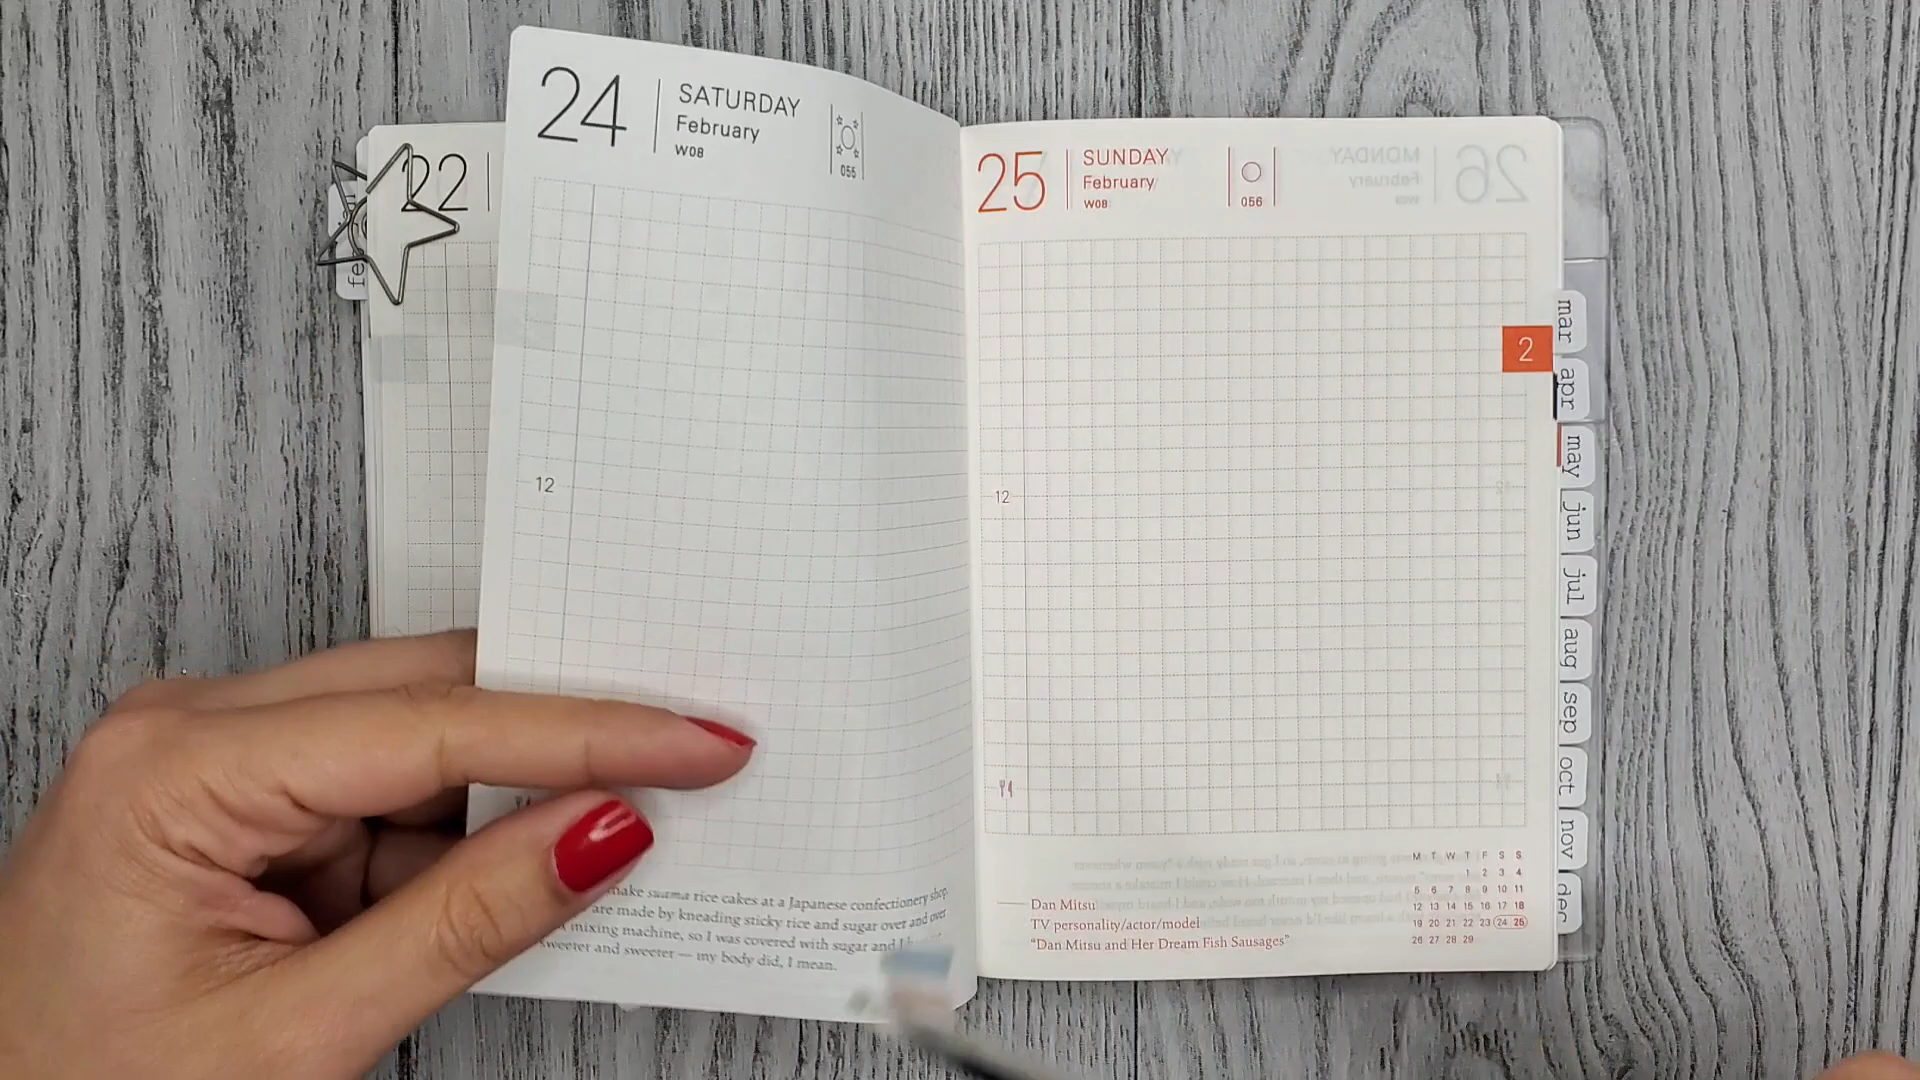 22
24
SATURDAY
February
W08
055
12
make suama rice cakes at a Japanese confectionery shop.
are made by kneading sticky rice and sugar over and over
mixing machine, so I was covered with sugar and I
sweeter and sweeter — my body did, I mean.
25
SUNDAY
February
W08
056
26
MONDAY
February
W09
12
2
Dan Mitsu
TV personality/actor/model
“Dan Mitsu and Her Dream Fish Sausages”
M T W T F S S
1 2 3 4
5 6 7 8 9 10 11
12 13 14 15 16 17 18
19 20 21 22 23 24 25
26 27 28 29
mar
apr
may
jun
jul
aug
sep
oct
nov
dec